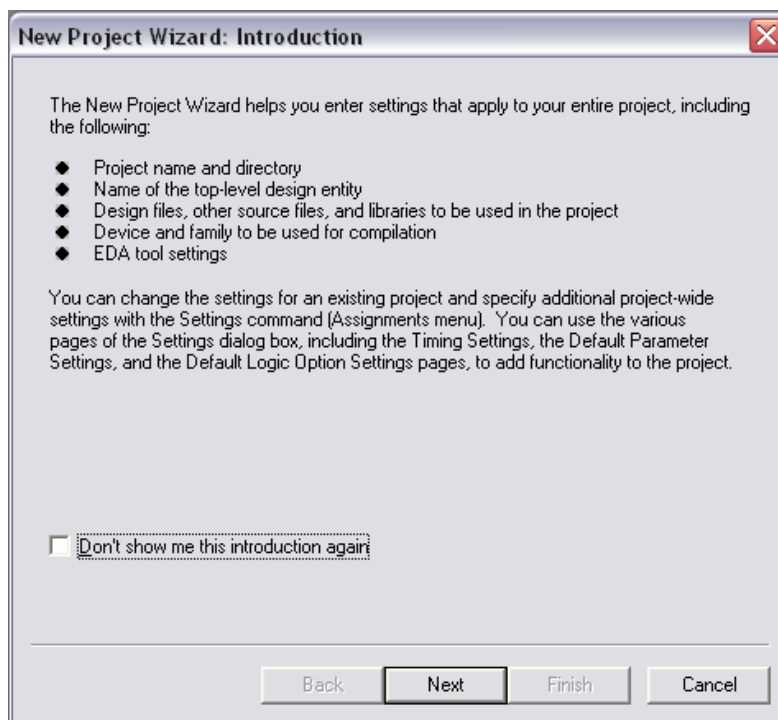 New Project Wizard: Introduction
The New Project Wizard helps you enter settings that apply to your entire project, including
the following:
◆ Project name and directory
◆ Name of the top-level design entity
◆ Design files, other source files, and libraries to be used in the project
◆ Device and family to be used for compilation
◆ EDA tool settings
You can change the settings for an existing project and specify additional project-wide
settings with the Settings command (Assignments menu). You can use the various
pages of the Settings dialog box, including the Timing Settings, the Default Parameter
Settings, and the Default Logic Option Settings pages, to add functionality to the project.
Don't show me this introduction again
Back Next Finish Cancel